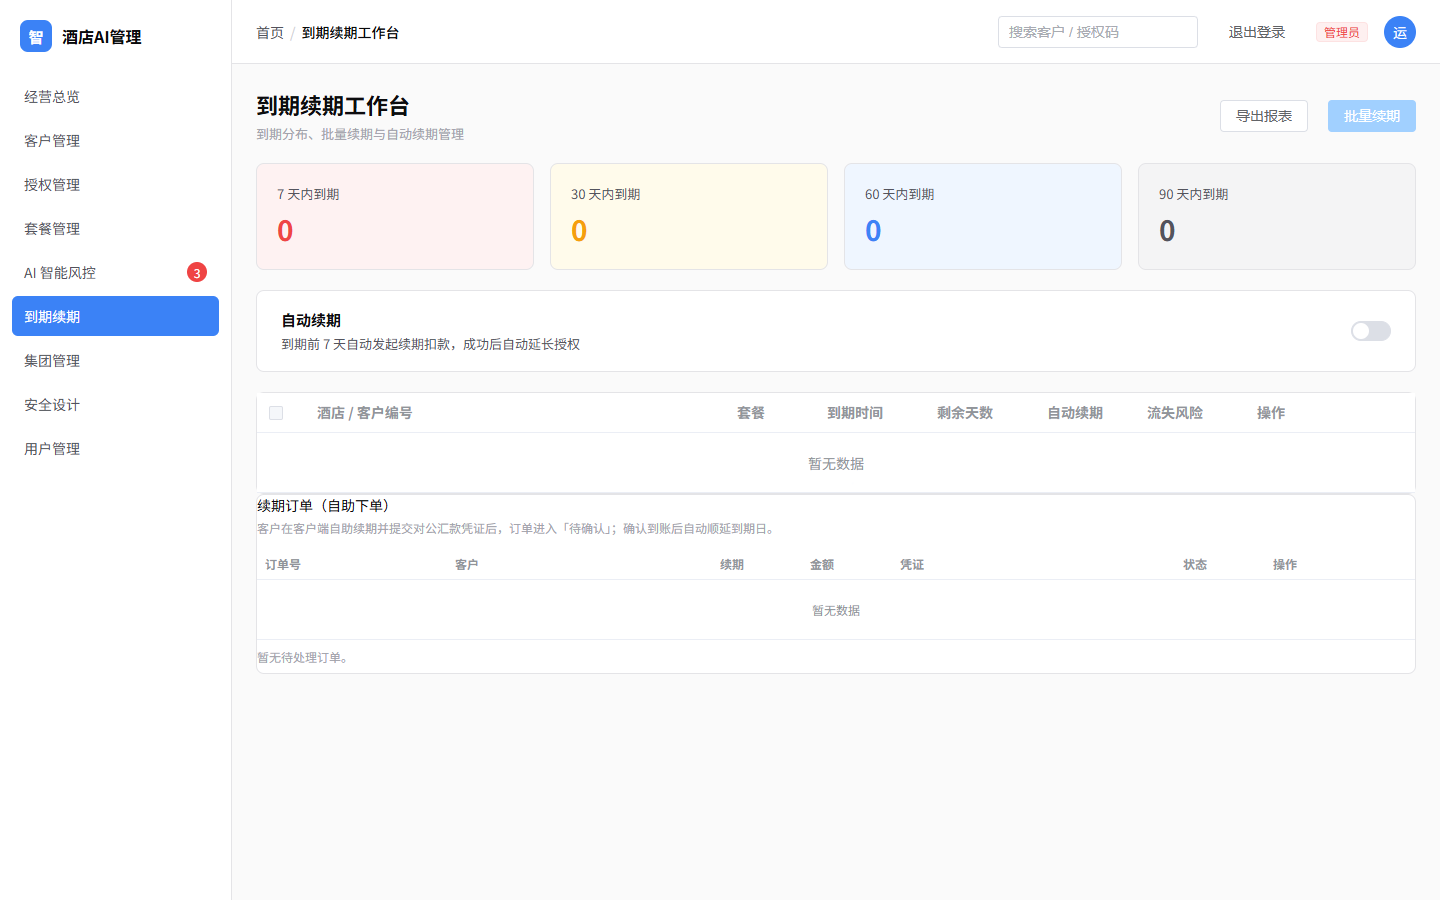 智 酒店AI管理
首页 / 到期续期工作台
搜索客户 / 授权码
退出登录
管理员
运
经营总览
客户管理
授权管理
套餐管理
AI 智能风控 3
到期续期
集团管理
安全设计
用户管理
到期续期工作台
到期分布、批量续期与自动续期管理
导出报表
批量续期
7 天内到期
0
30 天内到期
0
60 天内到期
0
90 天内到期
0
自动续期
到期前 7 天自动发起续期扣款，成功后自动延长授权
酒店 / 客户编号 套餐 到期时间 剩余天数 自动续期 流失风险 操作
暂无数据
续期订单（自助下单）
客户在客户端自助续期并提交对公汇款凭证后，订单进入「待确认」；确认到账后自动顺延到期日。
订单号 客户 续期 金额 凭证 状态 操作
暂无数据
暂无待处理订单。